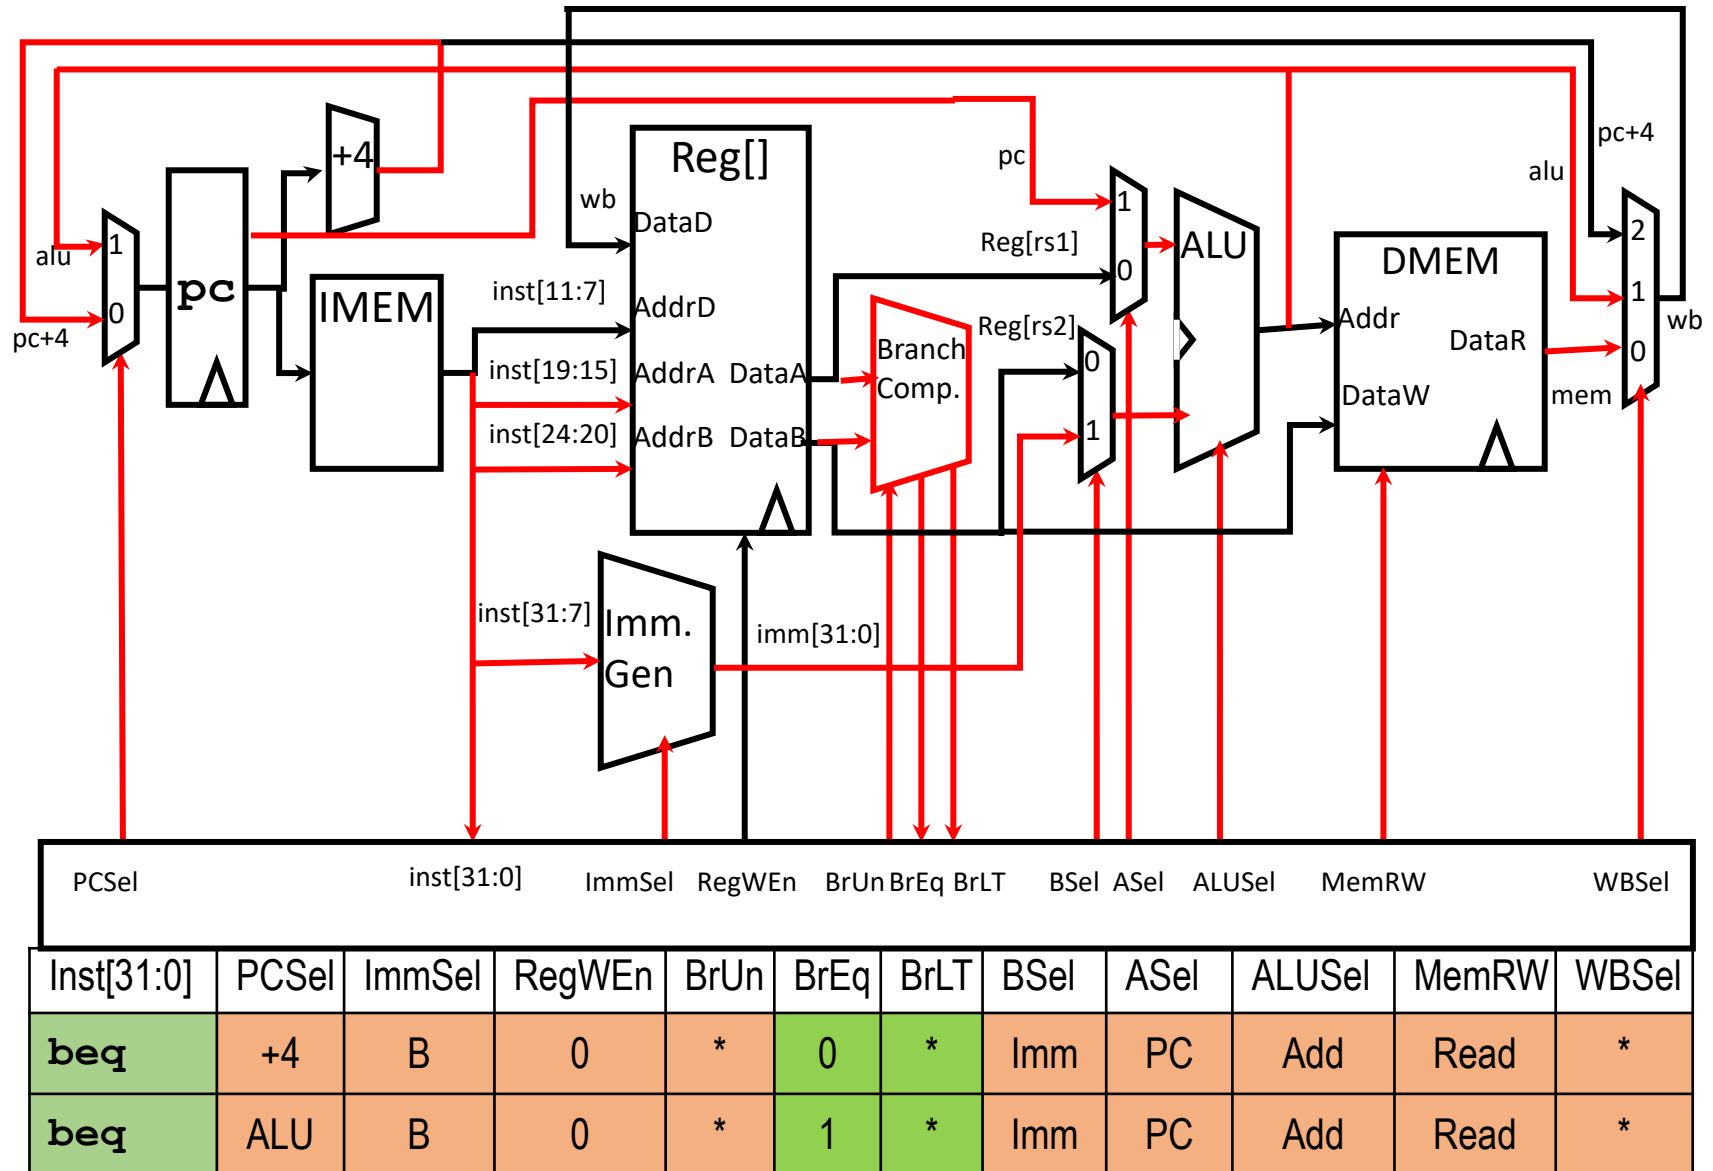 pc+4
alu
+4
Reg[]
pc
wb
DataD
1
ALU
2
alu
1
pc
Reg[rs1]
DMEM
0
IMEM
inst[11:7]
0
1
pc+4
AddrD
Reg[rs2]
Addr
wb
Branch
Comp.
0
DataR
0
inst[19:15]
AddrA
DataA
DataW
mem
inst[24:20]
AddrB
DataB
1
inst[31:7]
Imm.
Gen
imm[31:0]
PCSel inst[31:0] ImmSel RegWEn BrUn BrEq BrLT BSel ASel ALUSel MemRW WBSel
Inst[31:0] PCSel ImmSel RegWEn BrUn BrEq BrLT BSel ASel ALUSel MemRW WBSel
beq +4 B 0 * 0 * Imm PC Add Read *
beq ALU B 0 * 1 * Imm PC Add Read *